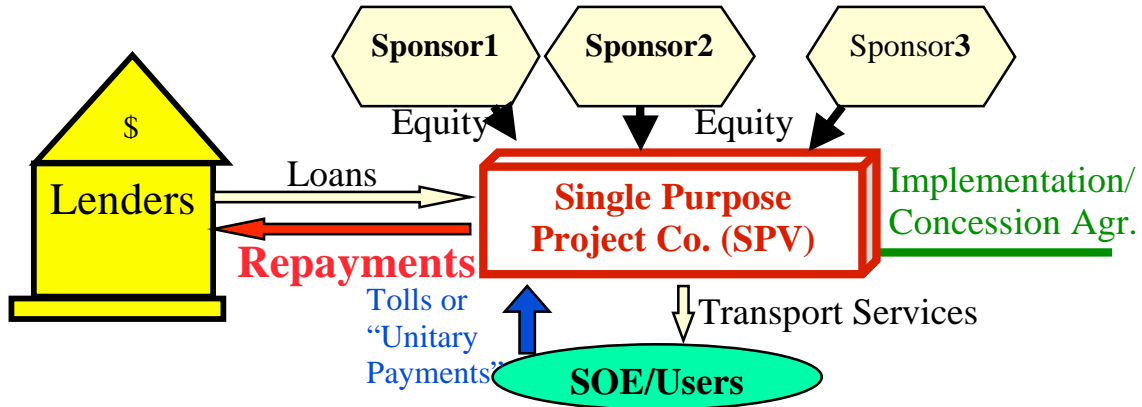 Sponsor1
Sponsor2
Sponsor3
Equity
Equity
$
Lenders
Loans
Repayments
Single Purpose
Project Co. (SPV)
Implementation/
Concession Agr.
Tolls or
“Unitary
Payments”
Transport Services
SOE/Users